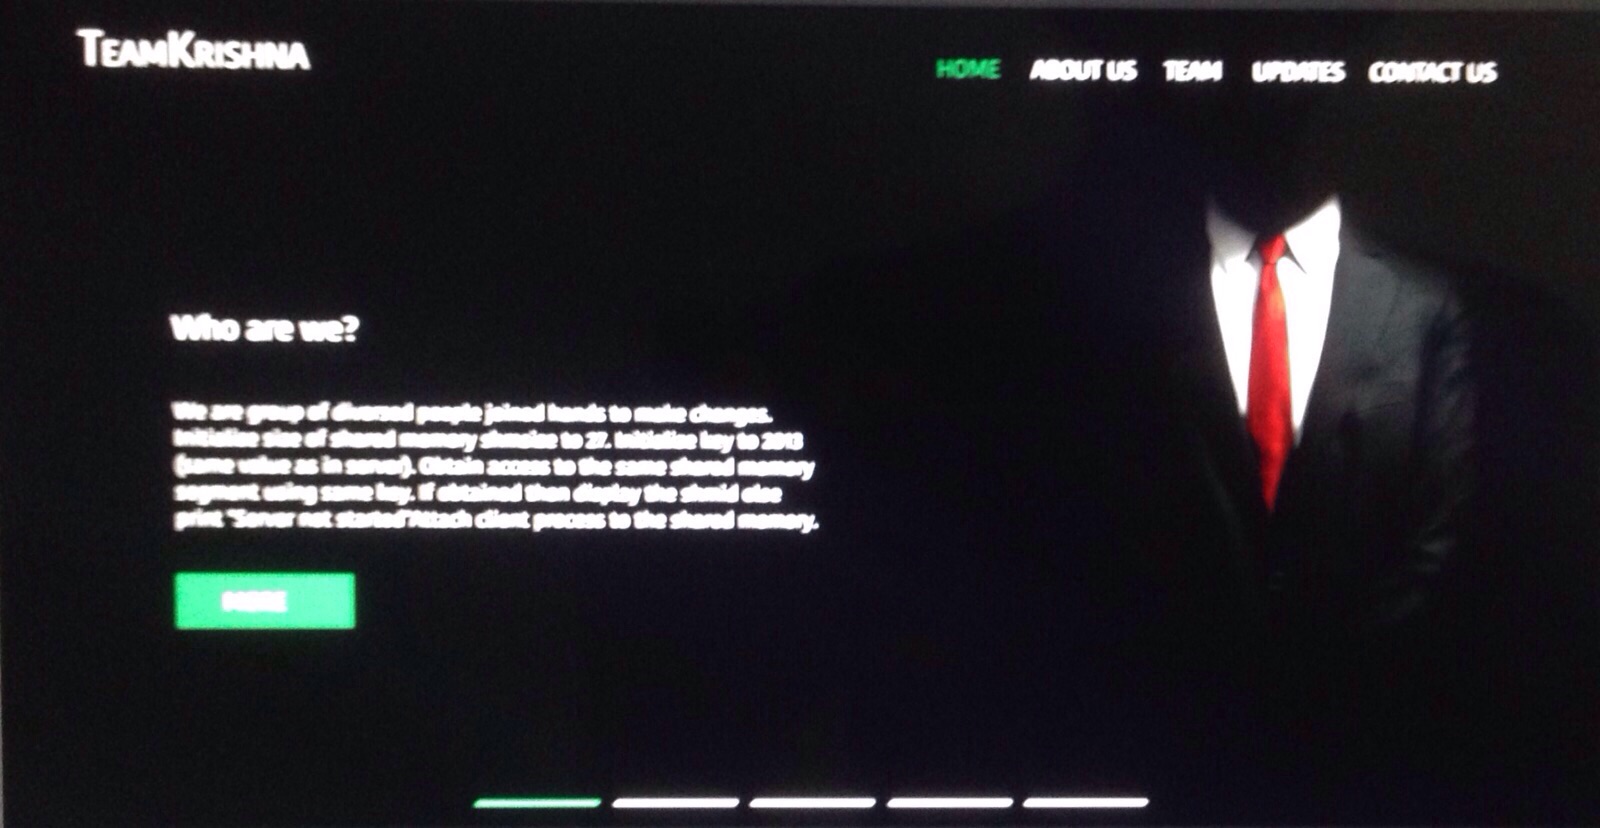 TEAMKRISHNA
HOME ABOUT US TEAM UPDATES CONTACT US
Who are we?
We are group of diversed people joined hands to make changes.
Initialize size of shared memory shmsize to 27. Initialize key to 2013
(some value as in server). Obtain access to the same shared memory
segment using same key. If obtained then display the shmid else
print "Server not started"Attach client process to the shared memory.
MORE